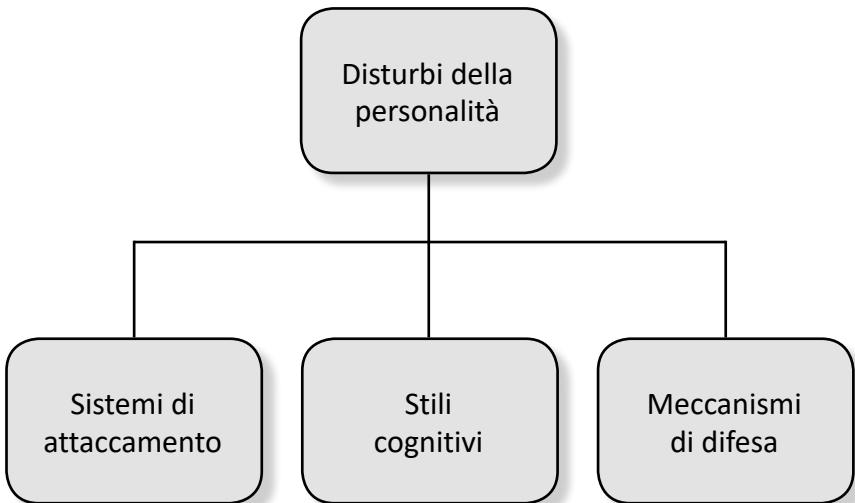 Disturbi della
personalità
Sistemi di
attaccamento
Stili
cognitivi
Meccanismi
di difesa